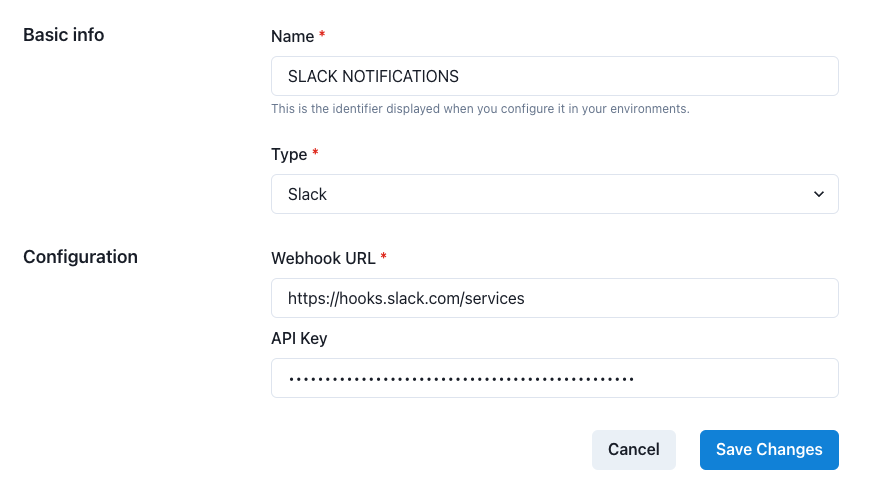 Basic info
Name *
SLACK NOTIFICATIONS
This is the identifier displayed when you configure it in your environments.
Type *
Slack
Configuration
Webhook URL *
https://hooks.slack.com/services
API Key
••••••••••••••••••••••••••••••••••••••••••••••••
Cancel
Save Changes